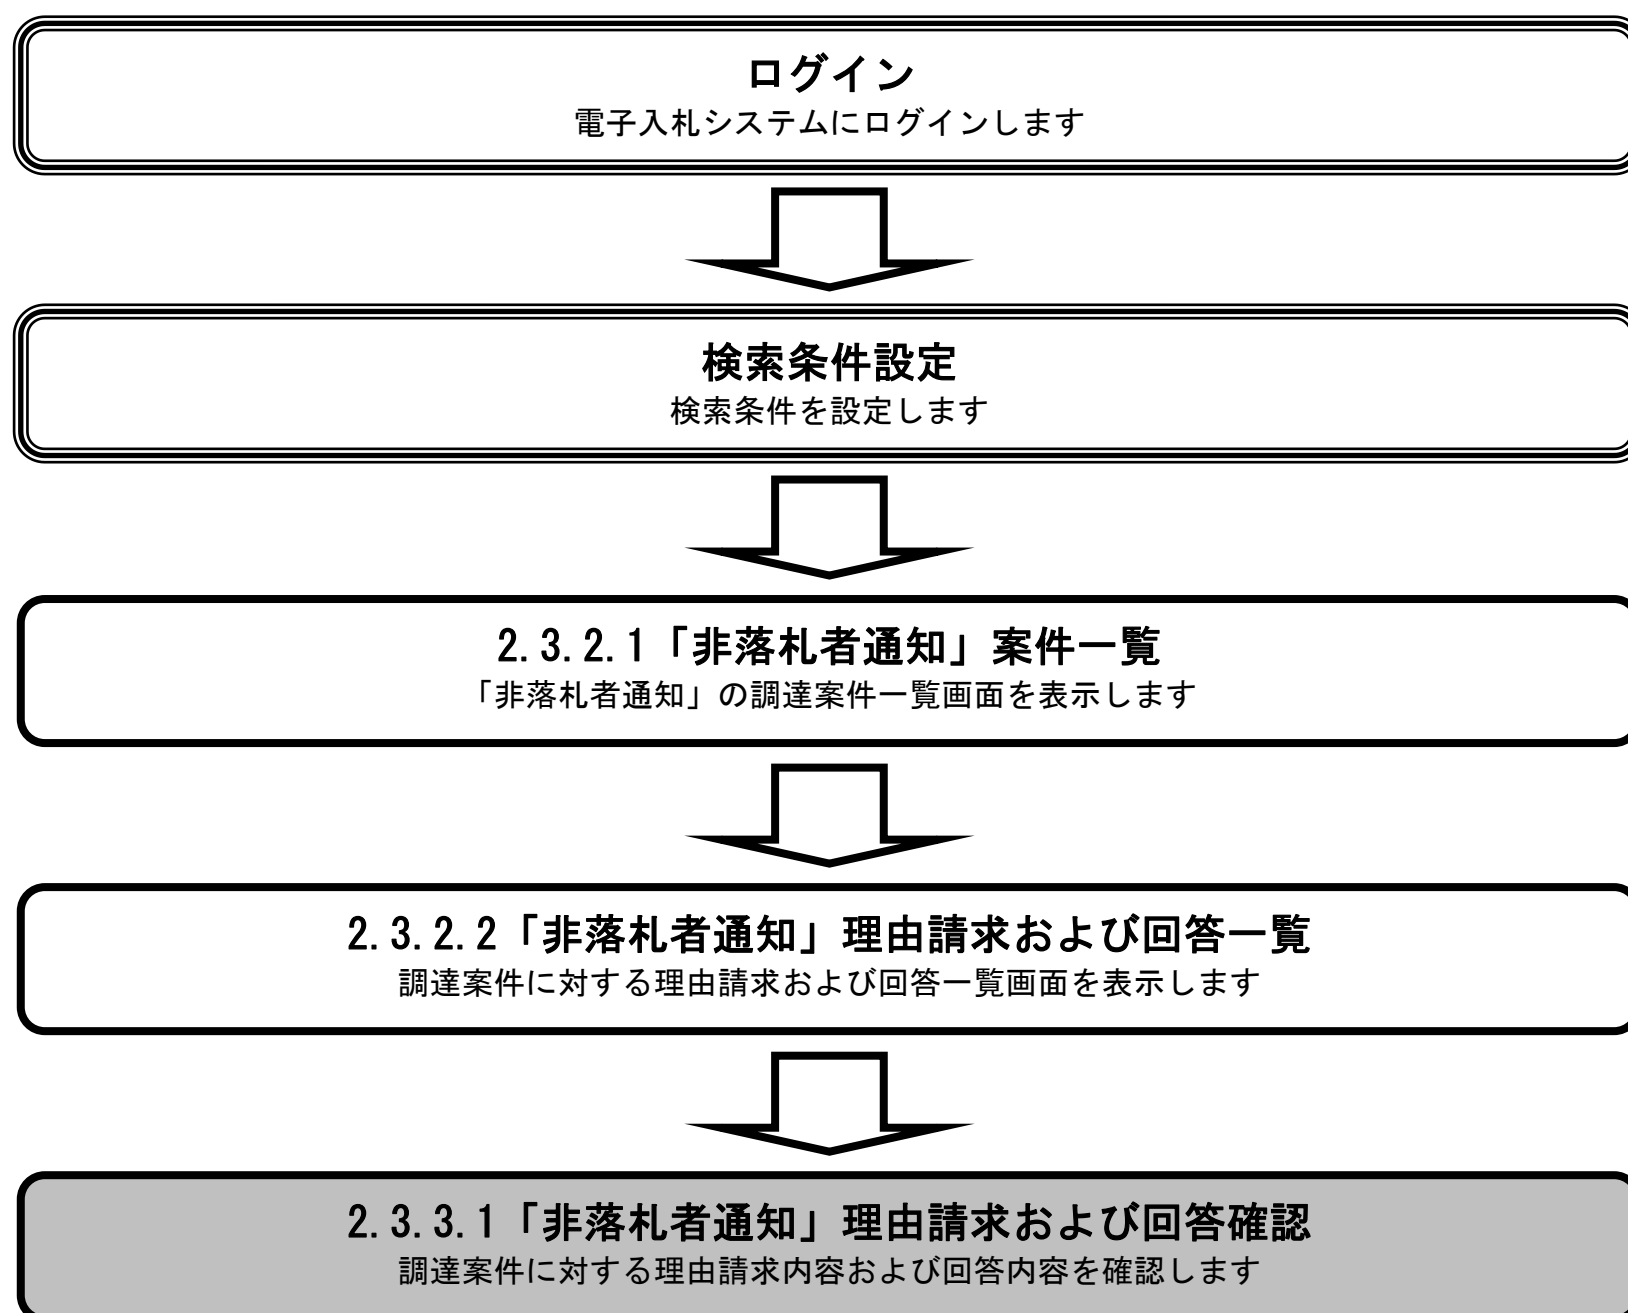 ログイン
電子入札システムにログインします
検索条件設定
検索条件を設定します
2.3.2.1「非落札者通知」案件一覧
「非落札者通知」の調達案件一覧画面を表示します
2.3.2.2「非落札者通知」理由請求および回答一覧
調達案件に対する理由請求および回答一覧画面を表示します
2.3.3.1「非落札者通知」理由請求および回答確認
調達案件に対する理由請求内容および回答内容を確認します